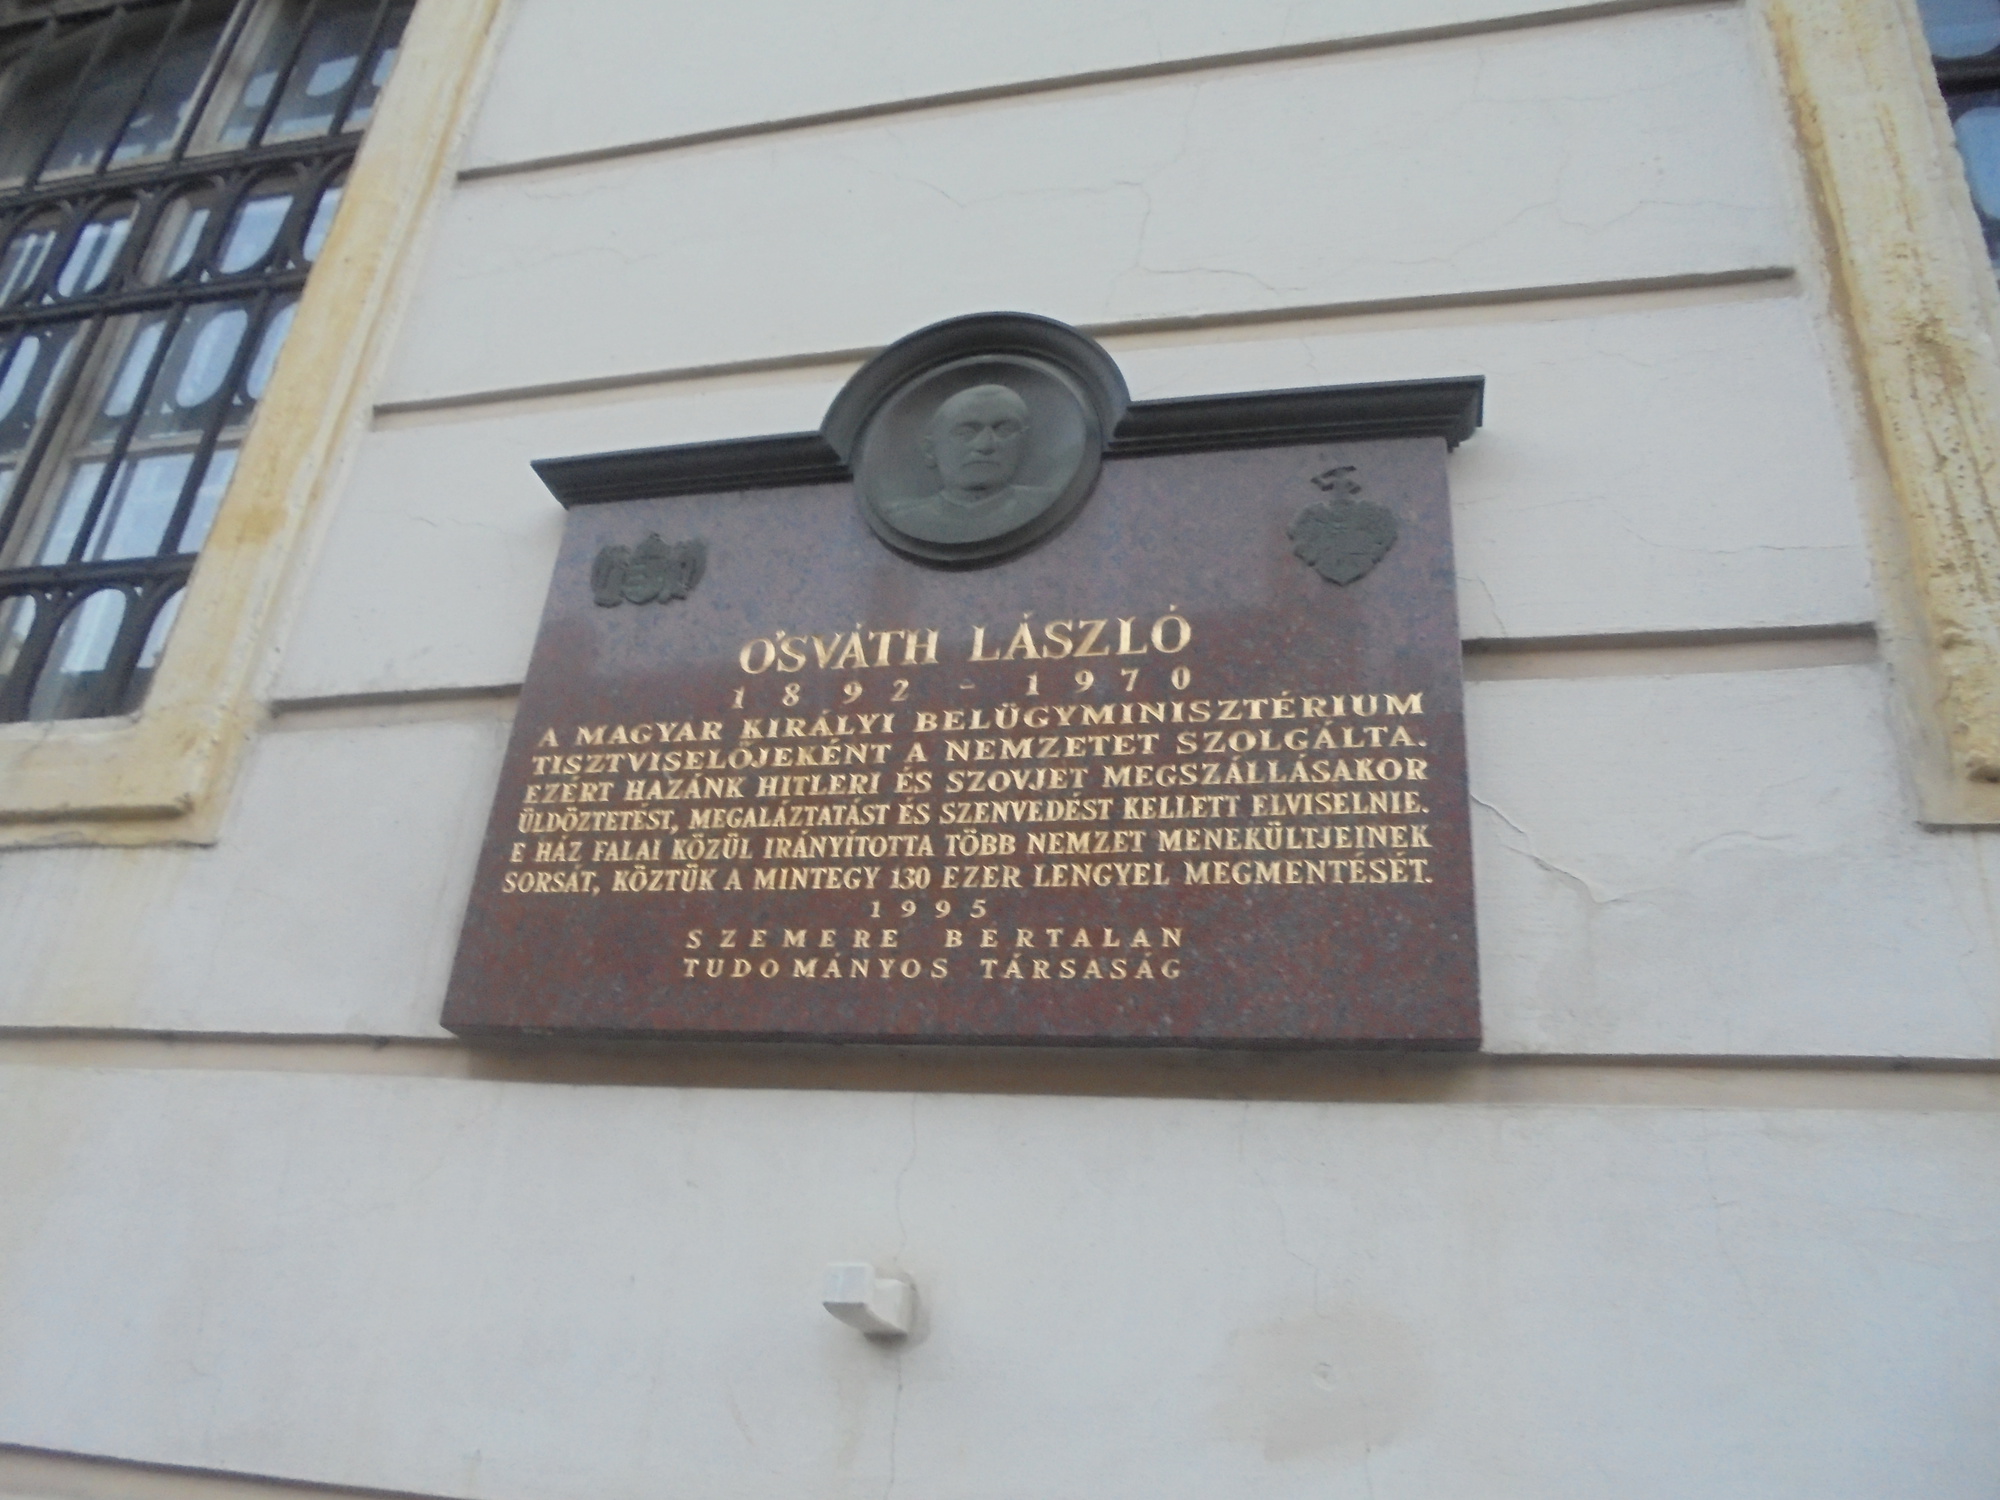 OSVÁTH LÁSZLÓ
1892 - 1970
A MAGYAR KIRÁLYI BELÜGYMINISZTÉRIUM
TISZTVISELŐJEKÉNT A NEMZETET SZOLGÁLTA.
EZÉRT HAZÁNK HITLERI ÉS SZOVJET MEGSZÁLLÁSAKOR
ÜLDÖZTETÉST, MEGALÁZTATÁST ÉS SZENVEDÉST KELLETT ELVISELNIE.
E HÁZ FALAI KÖZÜL IRÁNYÍTOTTA TÖBB NEMZET MENEKÜLTJEINEK
SORSÁT, KÖZTÜK A MINTEGY 130 EZER LENGYEL MEGMENTÉSÉT.
1995
SZEMERE BERTALAN
TUDOMÁNYOS TÁRSASÁG